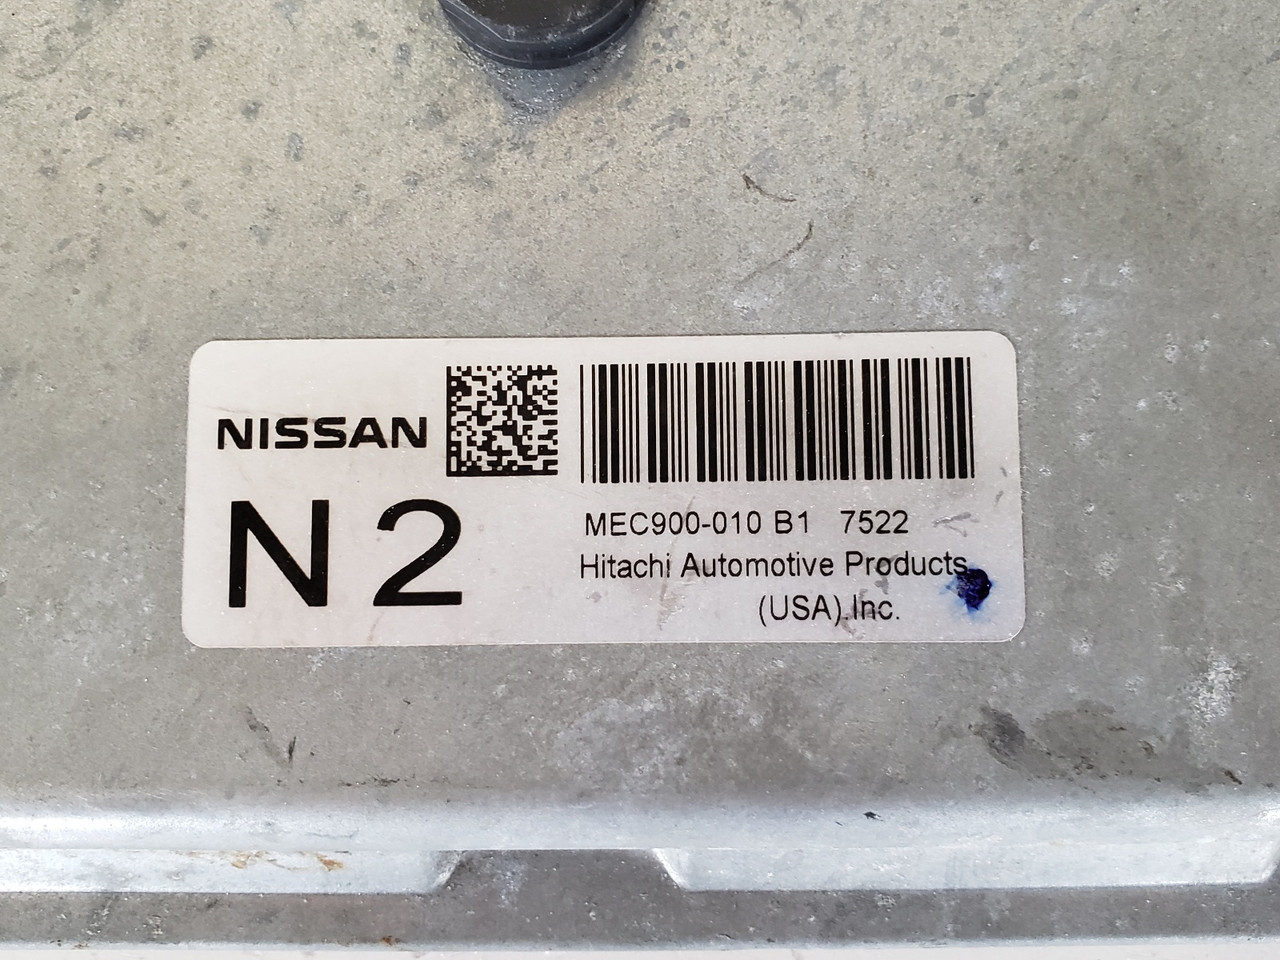 NISSAN
N2
MEC900-010 B1 7522
Hitachi Automotive Products
(USA).Inc.